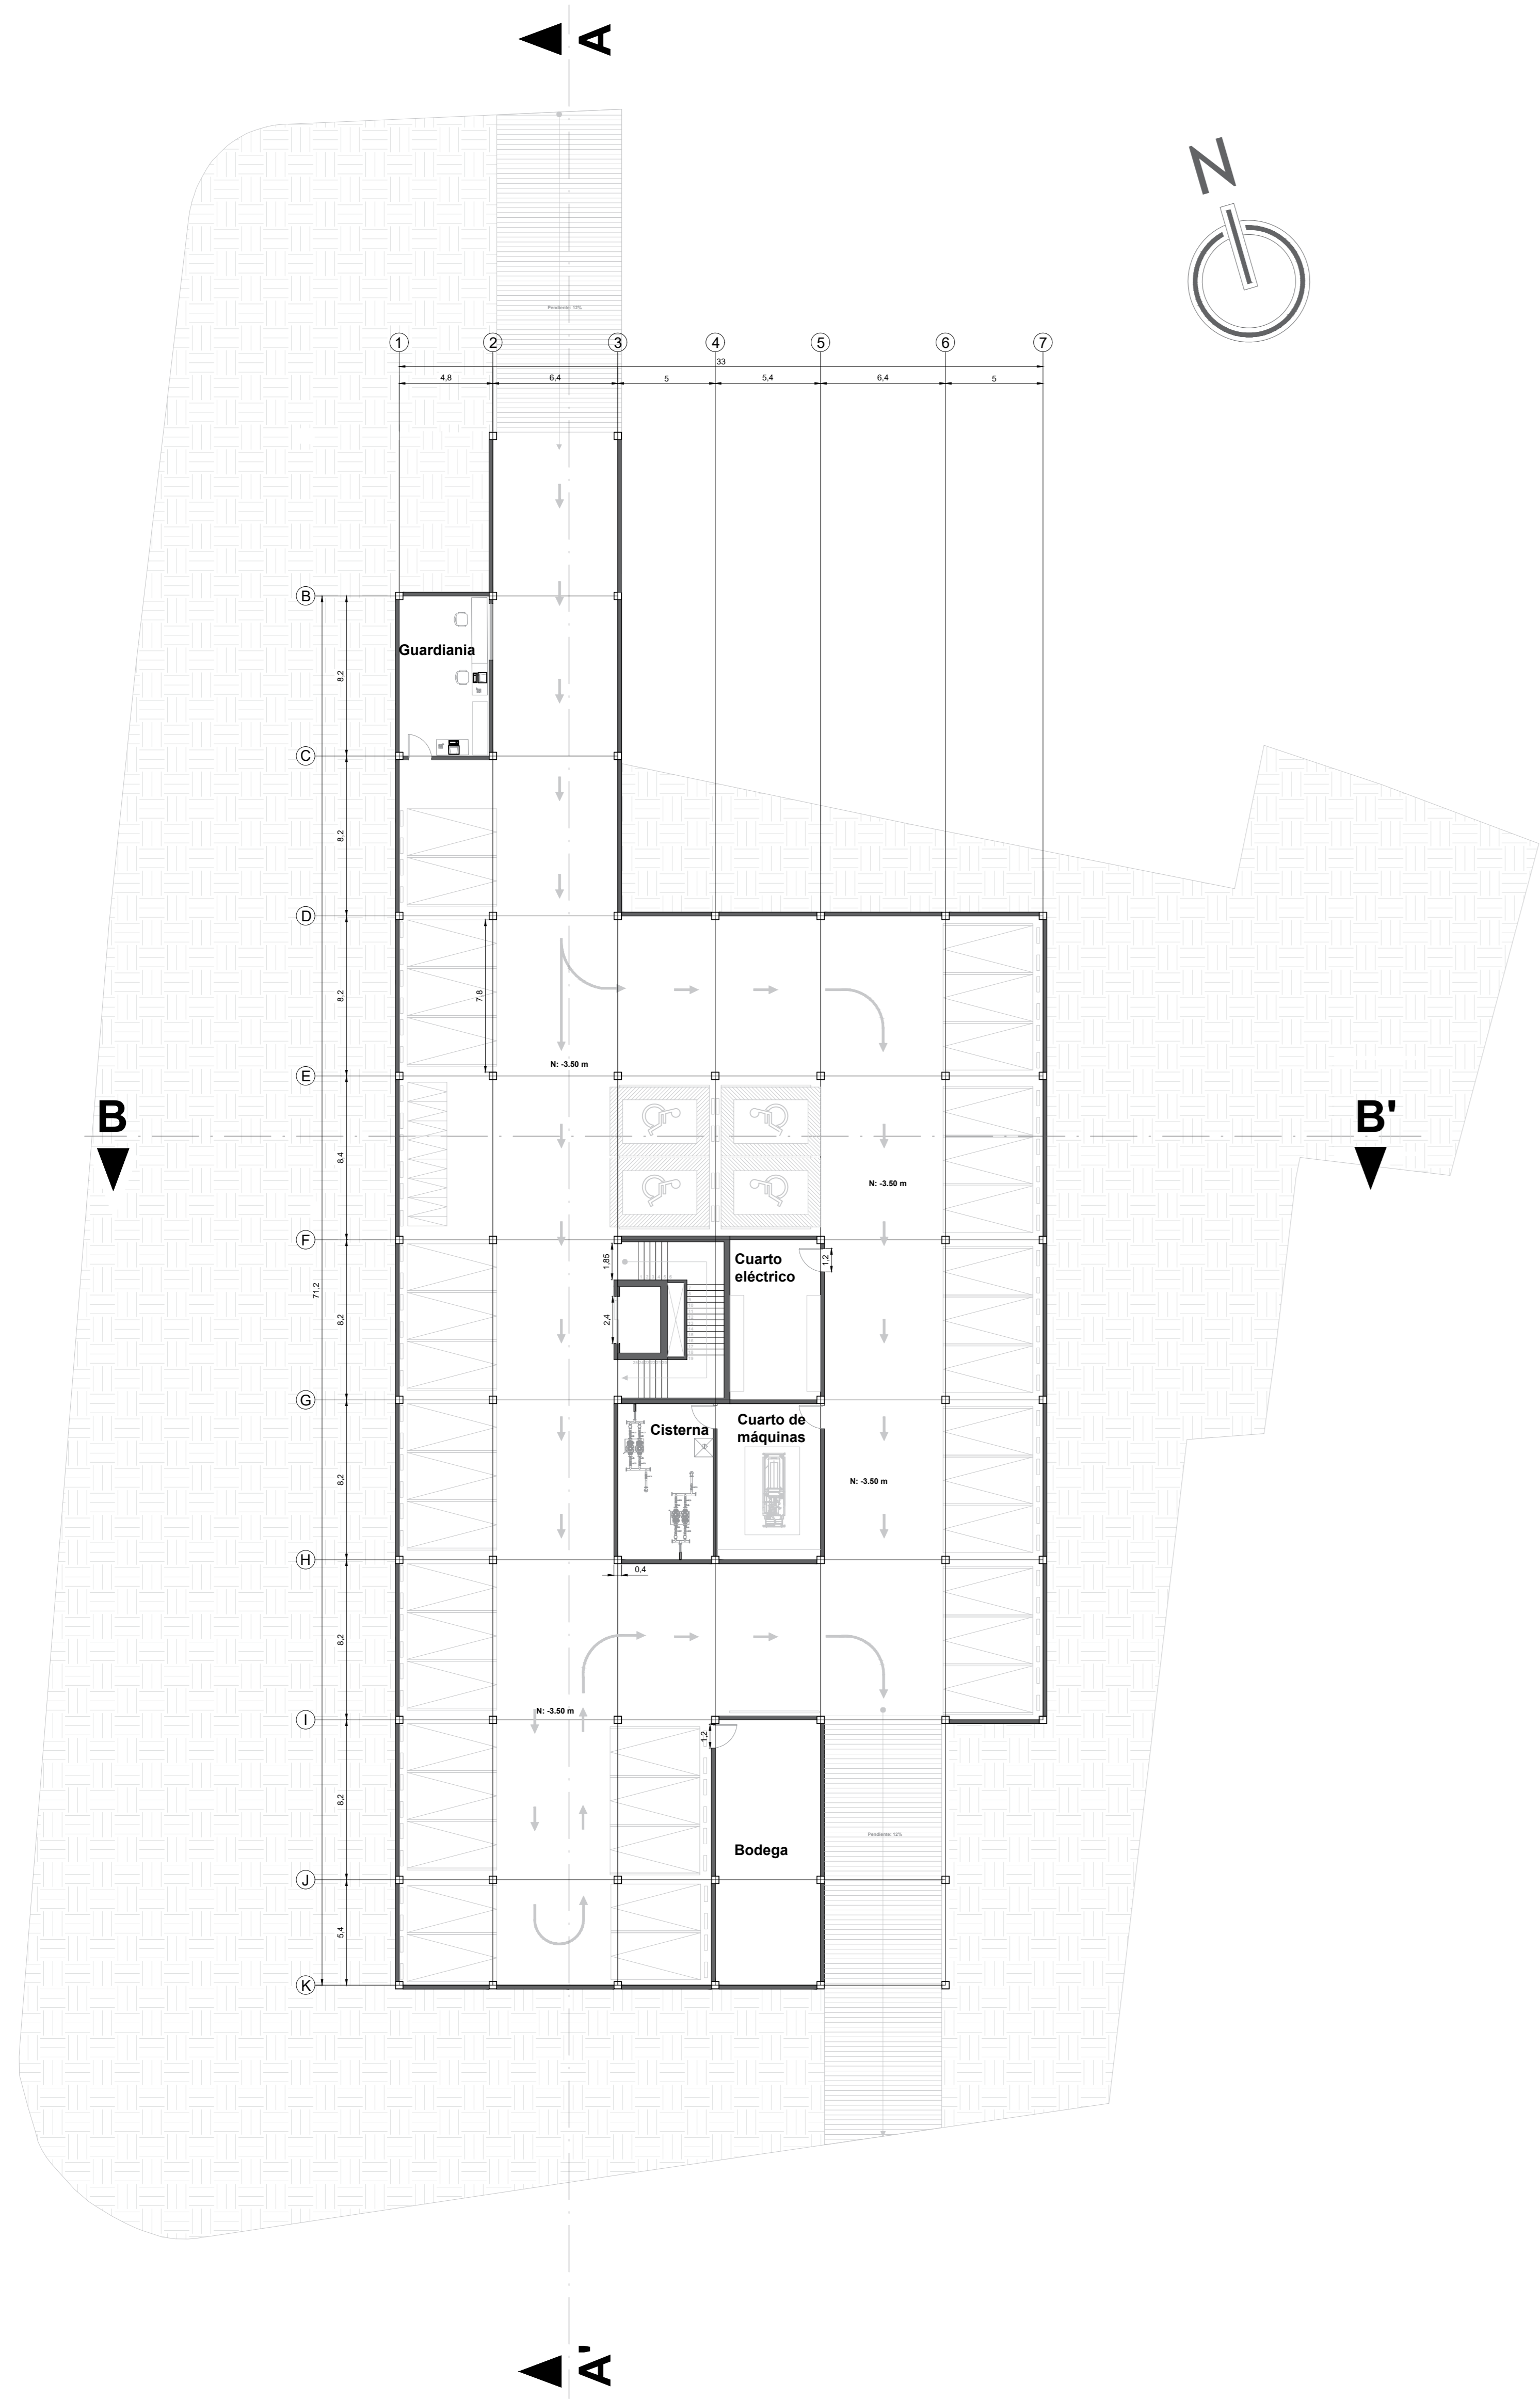 A
N
Pendiente: 12%
1 2 3 4 5 6 7
33
4,8 6,4 5 5,4 6,4 5
B
Guardiania
8,2
C
8,2
D
8,2
7,8
N: -3.50 m
E
B
B'
8,4
N: -3.50 m
F
1,85
Cuarto
eléctrico
1,2
71,2
8,2
2,4
G
Cisterna
Cuarto de
máquinas
8,2
N: -3.50 m
H
0,4
8,2
N: -3.50 m
I
1,2
8,2
Pendiente: 12%
Bodega
J
5,4
K
A'